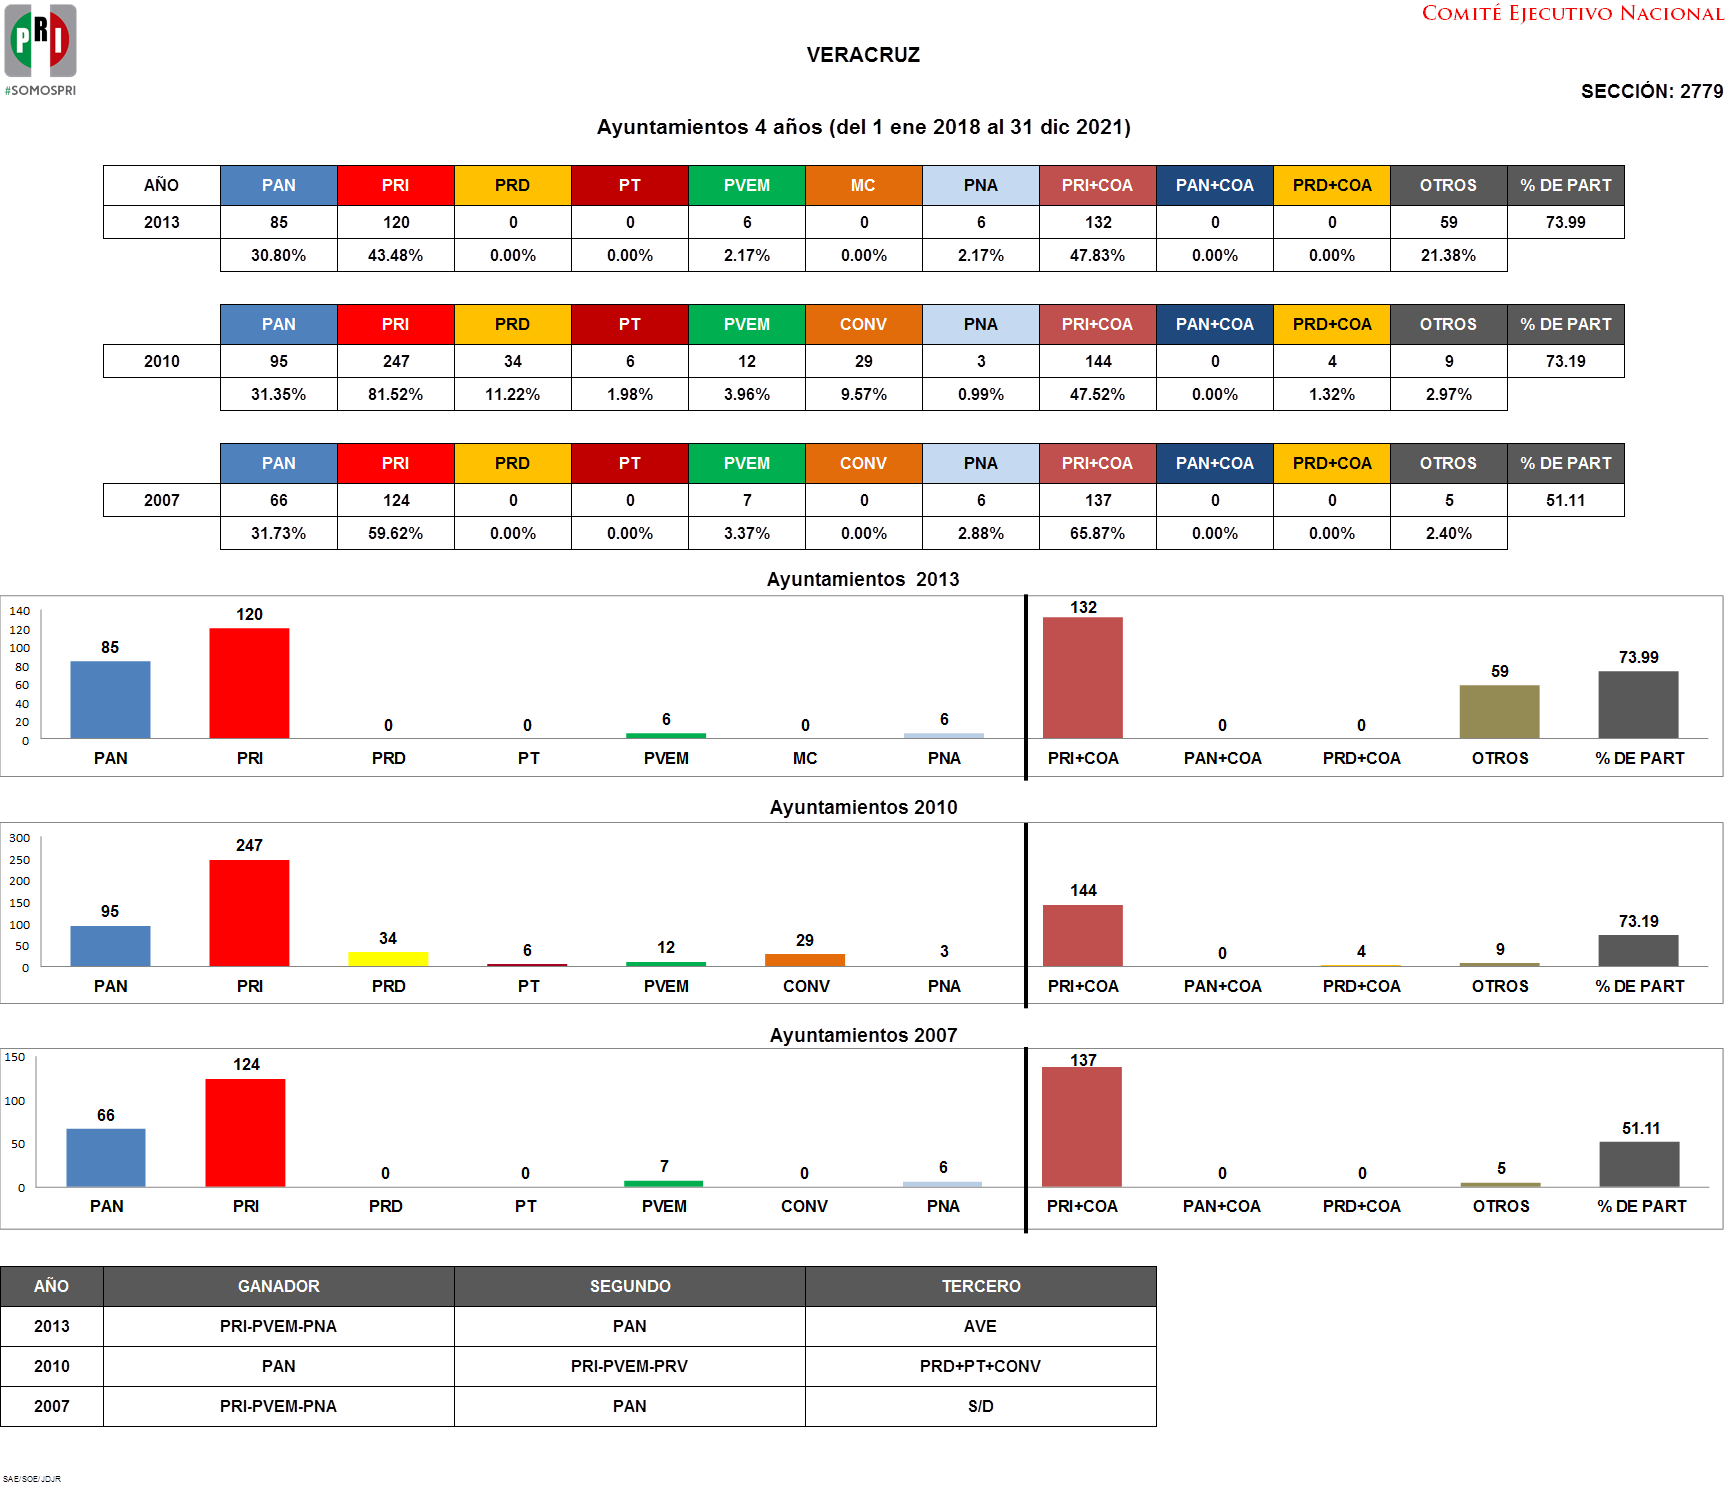 PRI
#SOMOSPRI
COMITÉ EJECUTIVO NACIONAL
VERACRUZ
SECCIÓN: 2779
Ayuntamientos 4 años (del 1 ene 2018 al 31 dic 2021)
AÑO PAN PRI PRD PT PVEM MC PNA PRI+COA PAN+COA PRD+COA OTROS % DE PART
2013 85 120 0 0 6 0 6 132 0 0 59 73.99
30.80% 43.48% 0.00% 0.00% 2.17% 0.00% 2.17% 47.83% 0.00% 0.00% 21.38%
PAN PRI PRD PT PVEM CONV PNA PRI+COA PAN+COA PRD+COA OTROS % DE PART
2010 95 247 34 6 12 29 3 144 0 4 9 73.19
31.35% 81.52% 11.22% 1.98% 3.96% 9.57% 0.99% 47.52% 0.00% 1.32% 2.97%
PAN PRI PRD PT PVEM CONV PNA PRI+COA PAN+COA PRD+COA OTROS % DE PART
2007 66 124 0 0 7 0 6 137 0 0 5 51.11
31.73% 59.62% 0.00% 0.00% 3.37% 0.00% 2.88% 65.87% 0.00% 0.00% 2.40%
Ayuntamientos 2013
140
120
100
80
60
40
20
0
85 120 0 0 6 0 6 132 0 0 59 73.99
PAN PRI PRD PT PVEM MC PNA PRI+COA PAN+COA PRD+COA OTROS % DE PART
Ayuntamientos 2010
300
250
200
150
100
50
0
95 247 34 6 12 29 3 144 0 4 9 73.19
PAN PRI PRD PT PVEM CONV PNA PRI+COA PAN+COA PRD+COA OTROS % DE PART
Ayuntamientos 2007
150
100
50
0
66 124 0 0 7 0 6 137 0 0 5 51.11
PAN PRI PRD PT PVEM CONV PNA PRI+COA PAN+COA PRD+COA OTROS % DE PART
AÑO GANADOR SEGUNDO TERCERO
2013 PRI-PVEM-PNA PAN AVE
2010 PAN PRI-PVEM-PRV PRD+PT+CONV
2007 PRI-PVEM-PNA PAN S/D
SAE/SOE/JDJR